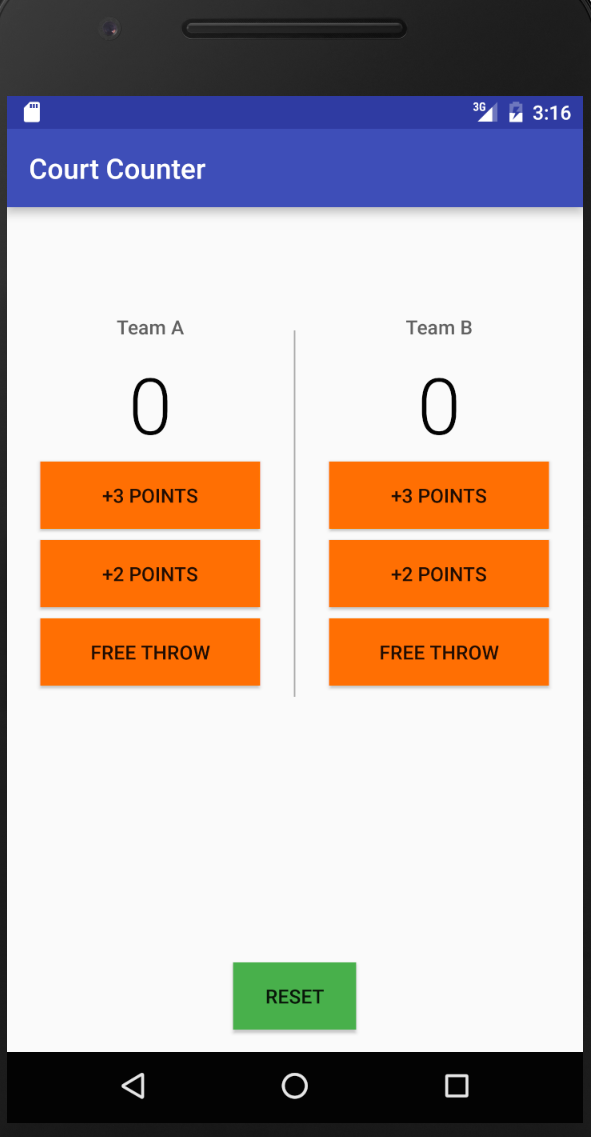 3G 3:16
Court Counter
Team A Team B
0 0
+3 POINTS +3 POINTS
+2 POINTS +2 POINTS
FREE THROW FREE THROW
RESET